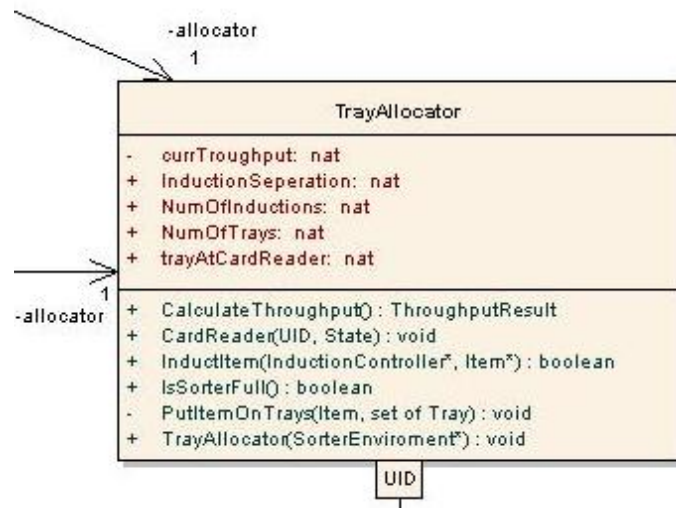 -allocator
1
TrayAllocator
- currTroughput: nat
+ InductionSeperation: nat
+ NumOfInductions: nat
+ NumOfTrays: nat
+ trayAtCardReader: nat
1
-allocator
+ CalculateThroughput() : ThroughputResult
+ CardReader(UID, State) : void
+ InductItem(InductionController*, Item*) : boolean
+ IsSorterFull() : boolean
- PutItemOnTrays(Item, set of Tray) : void
+ TrayAllocator(SorterEnviroment*) : void
UID